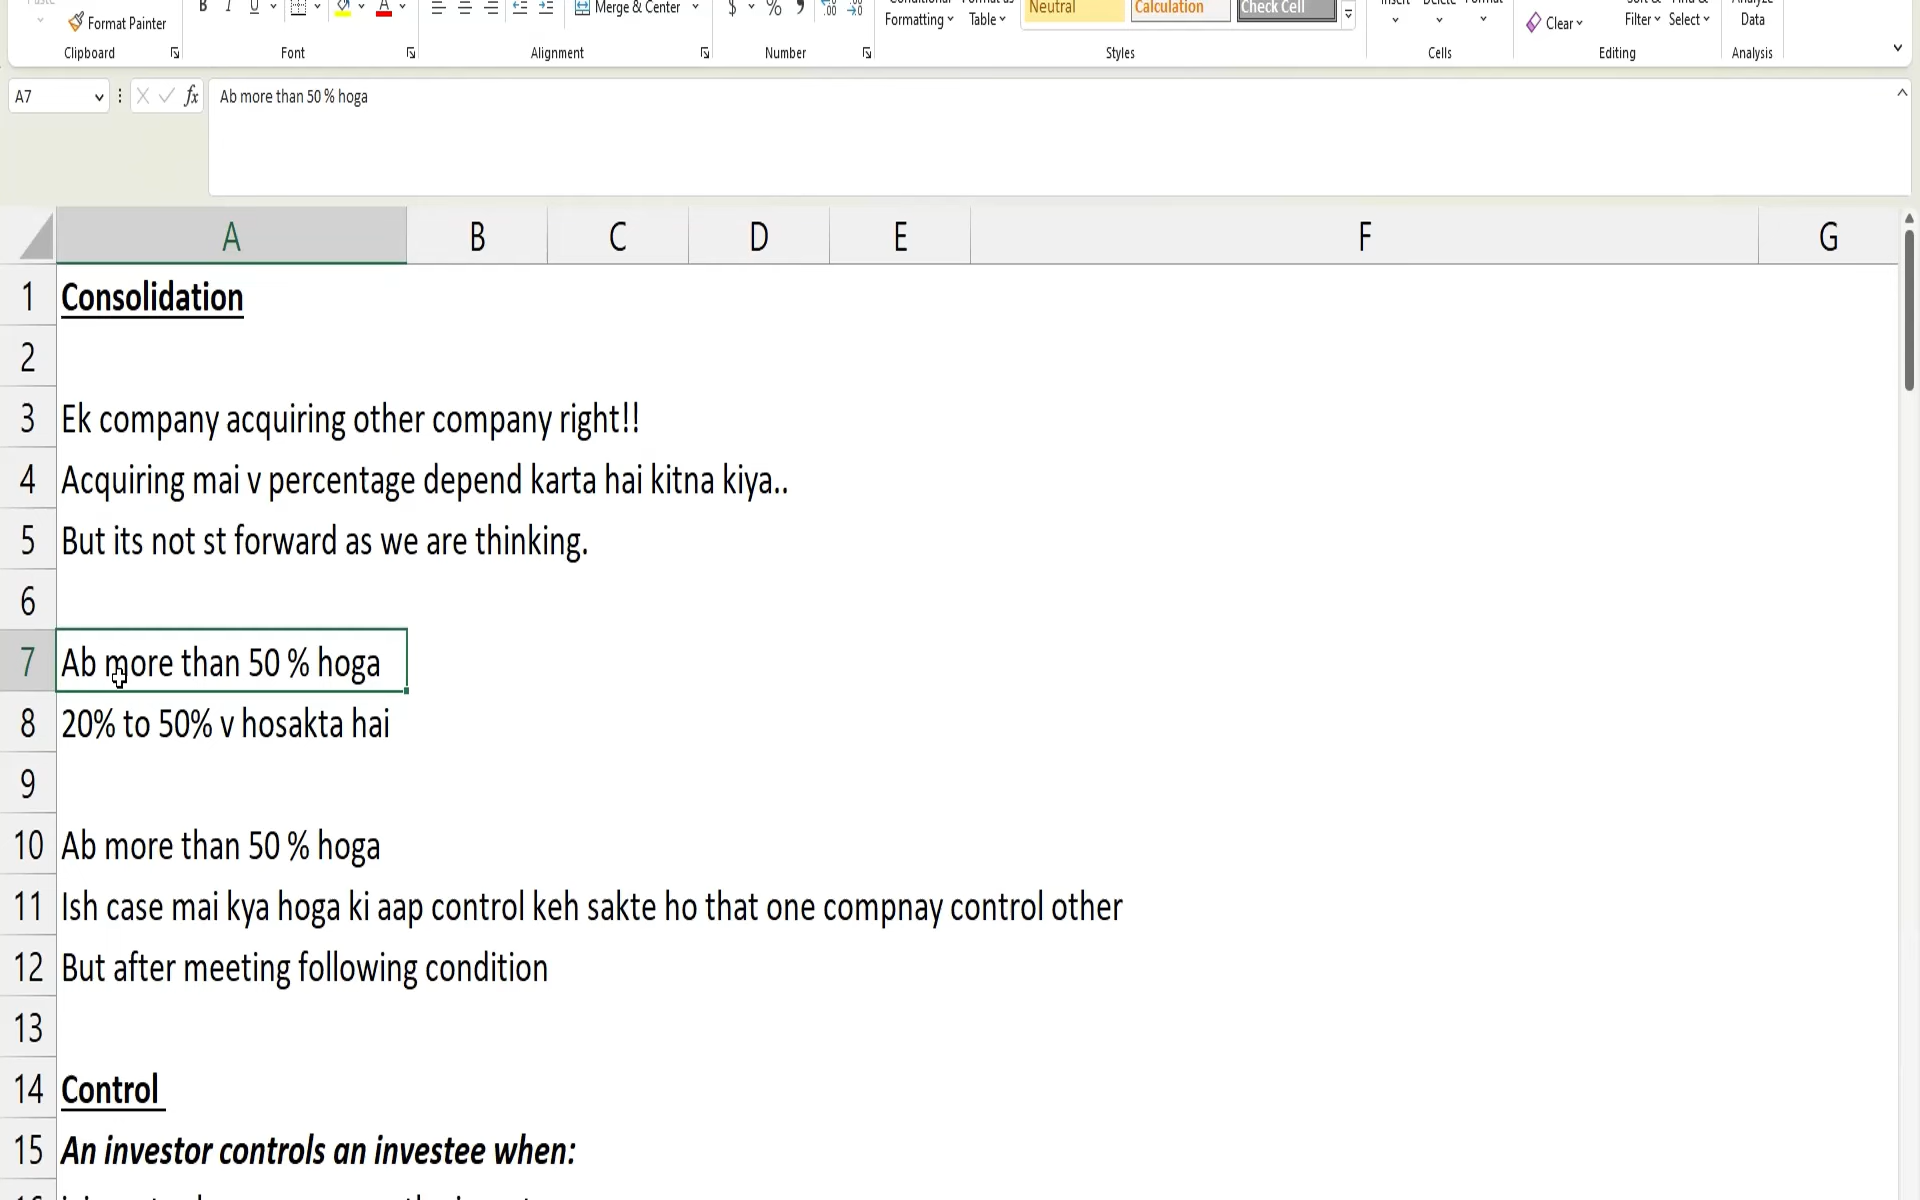 Format Painter
Merge & Center
$ % 9
Formatting
Table
Neutral
Calculation
Check Cell
Clear
Filter
Select
Data
Clipboard
Font
Alignment
Number
Styles
Cells
Editing
Analysis
A7
fx
Ab more than 50 % hoga
A B C D E F G
1 Consolidation
2
3 Ek company acquiring other company right!!
4 Acquiring mai v percentage depend karta hai kitna kiya..
5 But its not st forward as we are thinking.
6
7 Ab more than 50 % hoga
8 20% to 50% v hosakta hai
9
10 Ab more than 50 % hoga
11 Ish case mai kya hoga ki aap control keh sakte ho that one compnay control other
12 But after meeting following condition
13
14 Control
15 An investor controls an investee when: